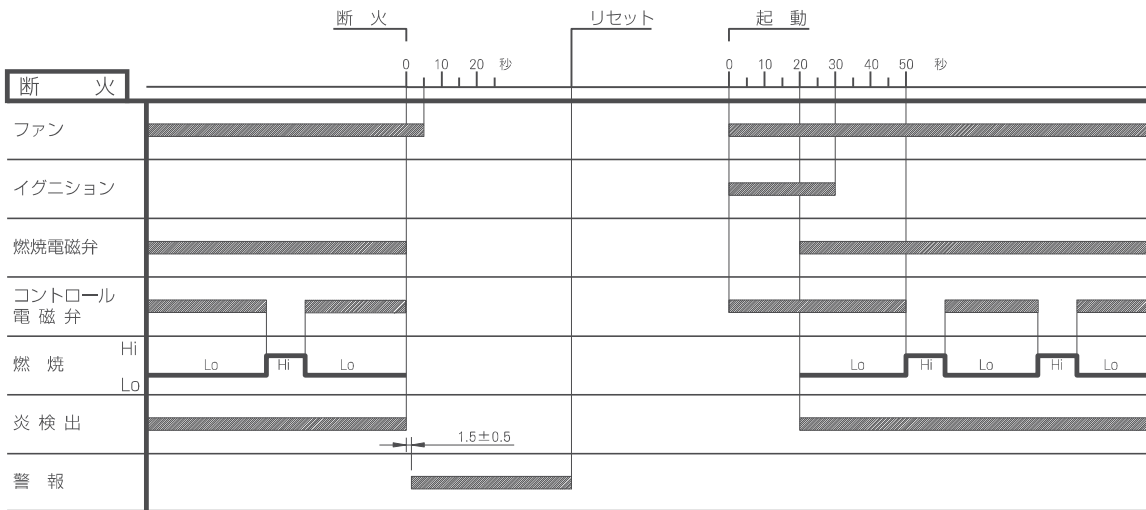 断 火 リセット 起 動
0 10 20 秒 0 10 20 30 40 50 秒
断 火
ファン
イグニション
燃焼電磁弁
コントロール
電 磁 弁
燃 焼 Hi Lo Lo Hi Lo Lo Hi Lo Hi Lo
炎 検 出
1.5±0.5
警 報